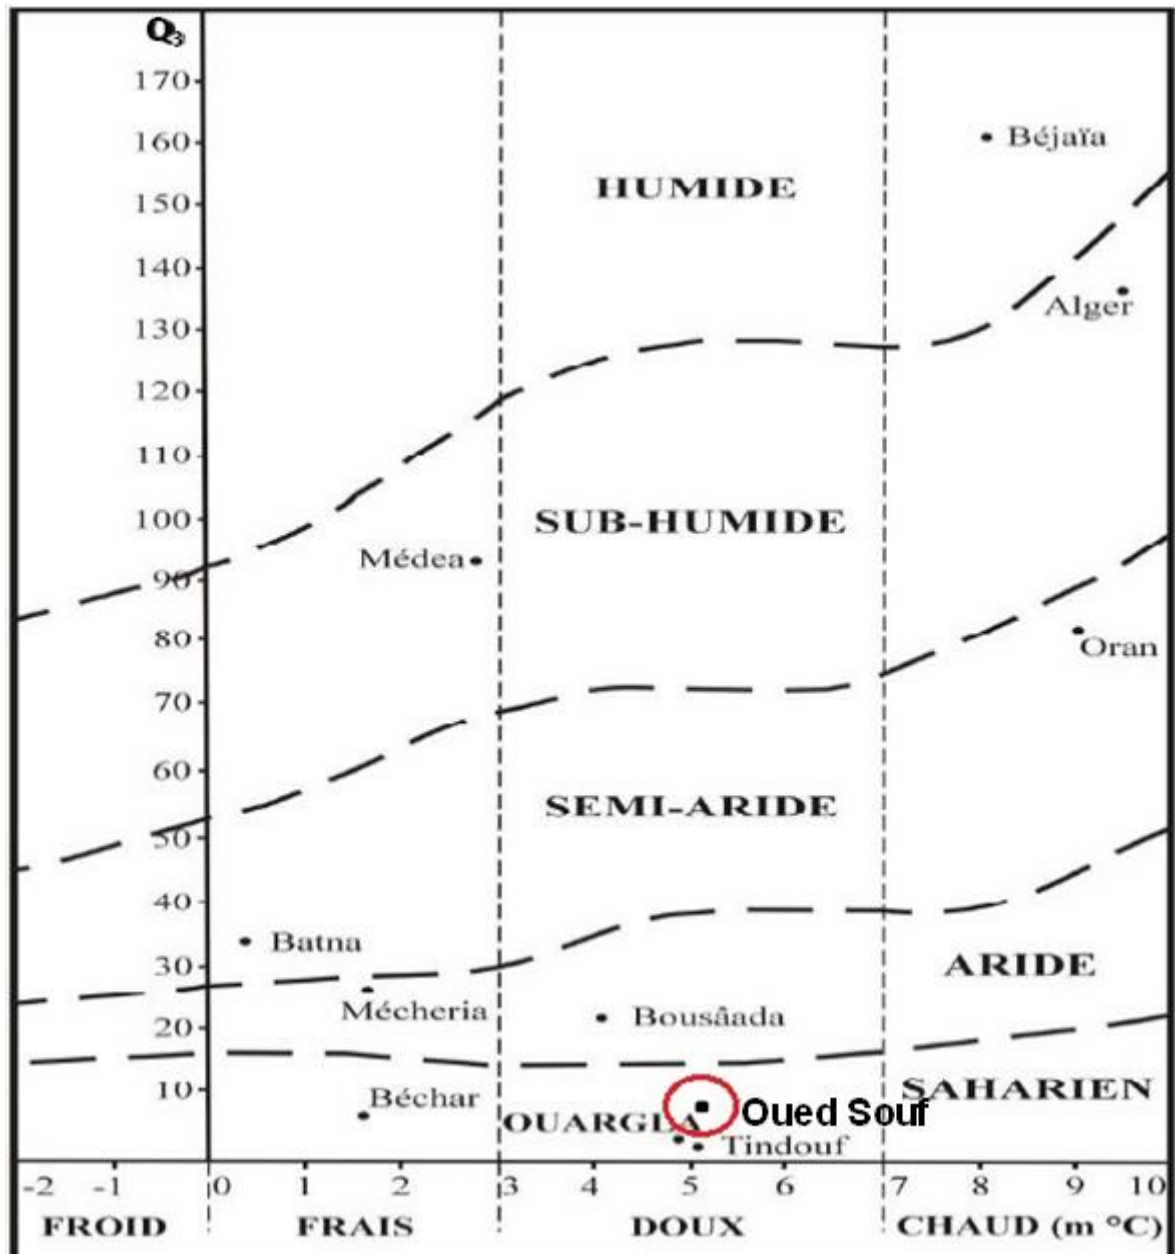 Q₃
170
160
Béjaïa
150
HUMIDE
140
Alger
130
120
110
100
SUB-HUMIDE
Médea
90
80
Oran
70
60
SEMI-ARIDE
50
40
Batna
30
ARIDE
Mécheria
Bousâada
20
10
Béchar
SAHARIEN
OUARGLA
Oued Souf
Tindouf
-2 -1 0 1 2 3 4 5 6 7 8 9 10
FROID FRAIS DOUX CHAUD (m °C)